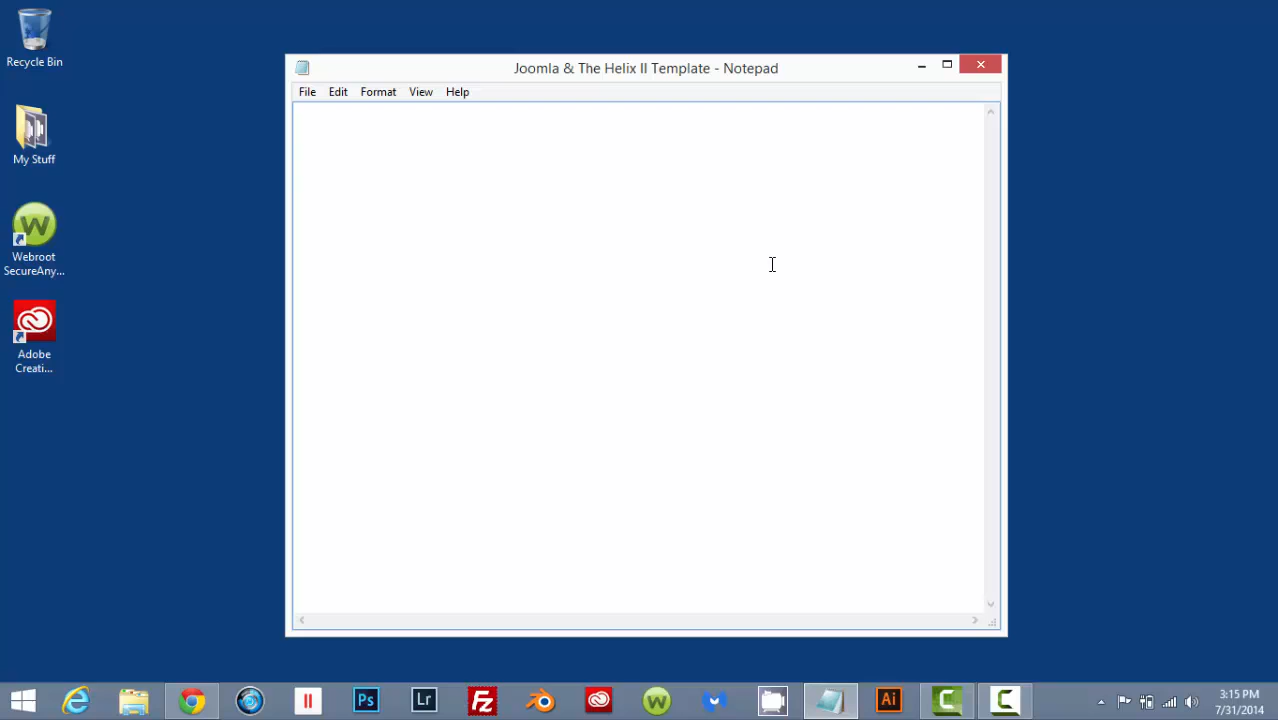 Recycle Bin
My Stuff
W
Webroot
SecureAny...
Adobe
Creati...
Joomla & The Helix II Template - Notepad
File Edit Format View Help
Ps
Lr
Fz
W
Ai
C
C
3:15 PM
7/31/2014